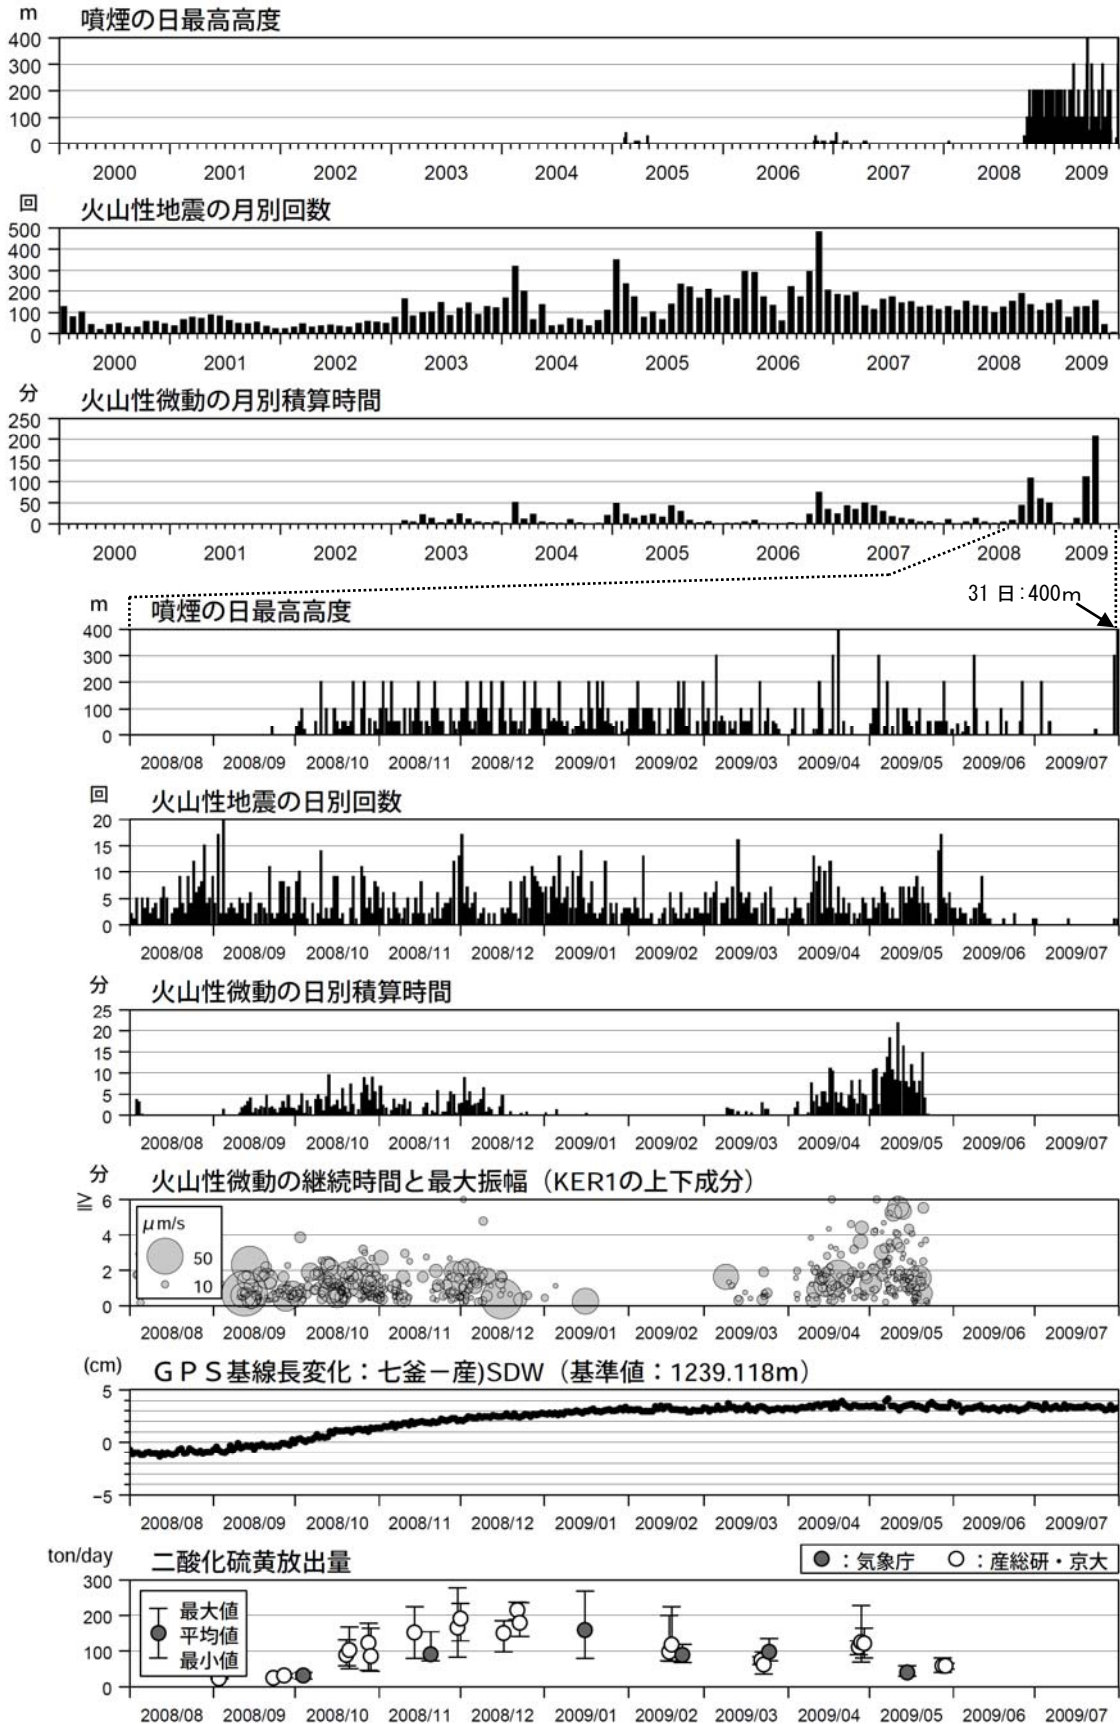 m 噴煙の日最高高度
400
300
200
100
0
2000 2001 2002 2003 2004 2005 2006 2007 2008 2009
回 火山性地震の月別回数
500
400
300
200
100
0
2000 2001 2002 2003 2004 2005 2006 2007 2008 2009
分 火山性微動の月別積算時間
250
200
150
100
50
0
2000 2001 2002 2003 2004 2005 2006 2007 2008 2009
31日:400m
m 噴煙の日最高高度
400
300
200
100
0
2008/08 2008/09 2008/10 2008/11 2008/12 2009/01 2009/02 2009/03 2009/04 2009/05 2009/06 2009/07
回 火山性地震の日別回数
20
15
10
5
0
2008/08 2008/09 2008/10 2008/11 2008/12 2009/01 2009/02 2009/03 2009/04 2009/05 2009/06 2009/07
分 火山性微動の日別積算時間
25
20
15
10
5
0
2008/08 2008/09 2008/10 2008/11 2008/12 2009/01 2009/02 2009/03 2009/04 2009/05 2009/06 2009/07
分 火山性微動の継続時間と最大振幅（KER1の上下成分）
≧
6
4
2
0
μm/s
50
10
2008/08 2008/09 2008/10 2008/11 2008/12 2009/01 2009/02 2009/03 2009/04 2009/05 2009/06 2009/07
(cm) ＧＰＳ基線長変化：七釜－産)SDW（基準値：1239.118m）
5
0
−5
2008/08 2008/09 2008/10 2008/11 2008/12 2009/01 2009/02 2009/03 2009/04 2009/05 2009/06 2009/07
ton/day 二酸化硫黄放出量
●：気象庁 ○：産総研・京大
300
200
100
0
最大値
平均値
最小値
2008/08 2008/09 2008/10 2008/11 2008/12 2009/01 2009/02 2009/03 2009/04 2009/05 2009/06 2009/07